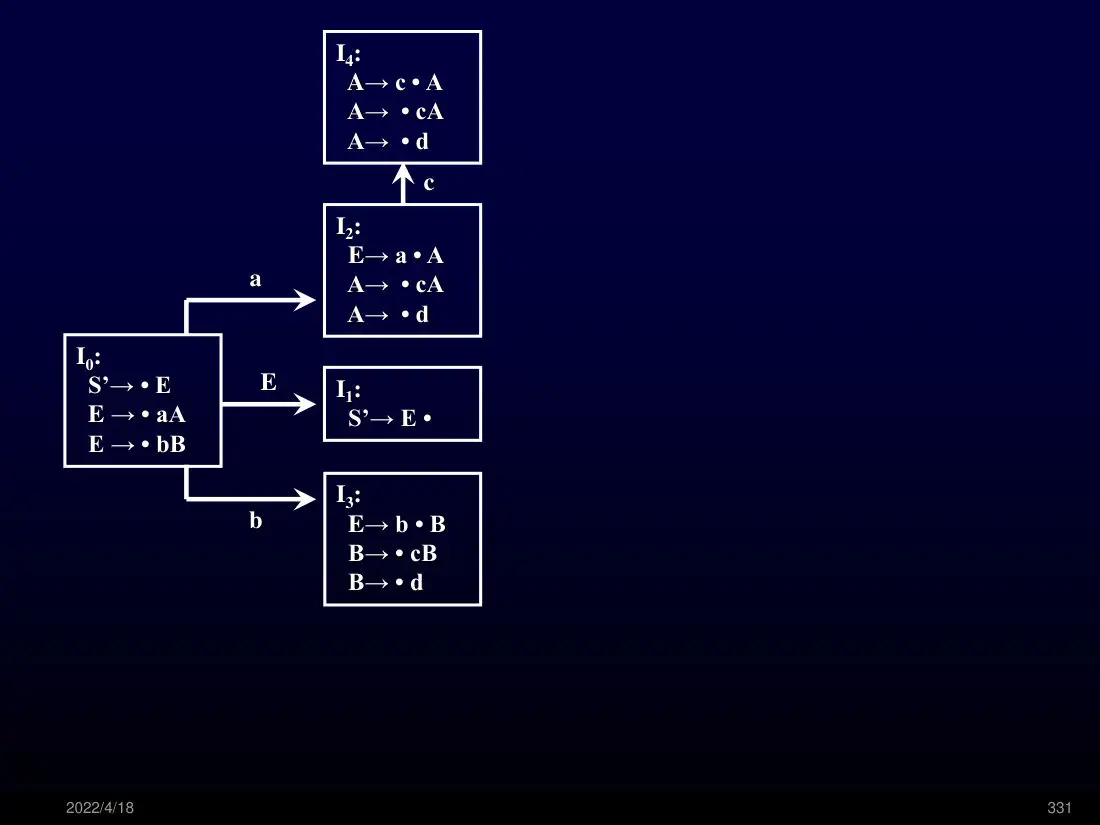 I₄:
A→ c • A
A→ • cA
A→ • d
c
I₂:
E→ a • A
A→ • cA
A→ • d
a
I₀:
S’→ • E
E → • aA
E → • bB
E
I₁:
S’→ E •
b
I₃:
E→ b • B
B→ • cB
B→ • d
2022/4/18
331